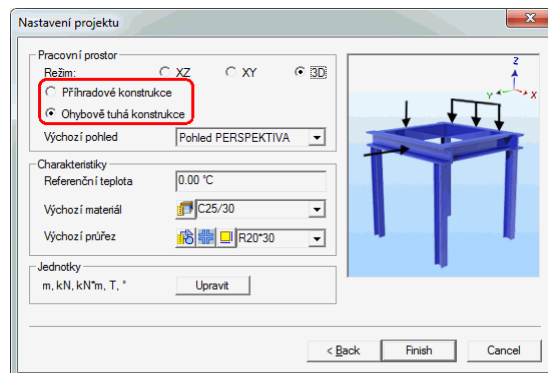 Nastavení projektu
Pracovní prostor
Režim: XZ XY 3D
Příhradové konstrukce
Ohybově tuhá konstrukce
Výchozí pohled Pohled PERSPEKTIVA
Charakteristiky
Referenční teplota 0.00 °C
Výchozí materiál C25/30
Výchozí průřez R20*30
Jednotky
m, kN, kN*m, T, ° Upravit
Z
Y X
< Back Finish Cancel